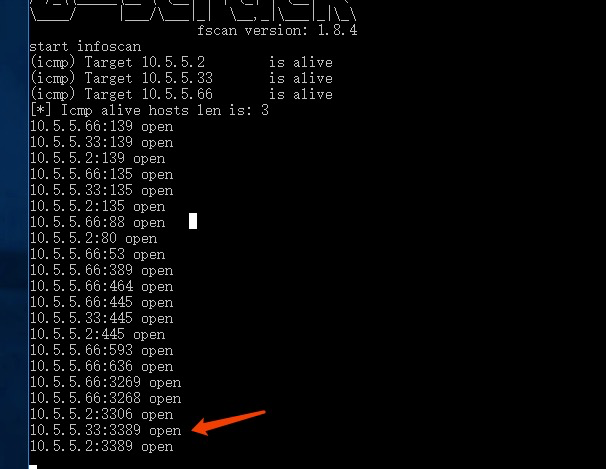 fscan version: 1.8.4
start infoscan
(icmp) Target 10.5.5.2 is alive
(icmp) Target 10.5.5.33 is alive
(icmp) Target 10.5.5.66 is alive
[*] Icmp alive hosts len is: 3
10.5.5.66:139 open
10.5.5.33:139 open
10.5.5.2:139 open
10.5.5.66:135 open
10.5.5.33:135 open
10.5.5.2:135 open
10.5.5.66:88 open
10.5.5.2:80 open
10.5.5.66:53 open
10.5.5.66:389 open
10.5.5.66:464 open
10.5.5.66:445 open
10.5.5.33:445 open
10.5.5.2:445 open
10.5.5.66:593 open
10.5.5.66:636 open
10.5.5.66:3269 open
10.5.5.66:3268 open
10.5.5.2:3306 open
10.5.5.33:3389 open
10.5.5.2:3389 open